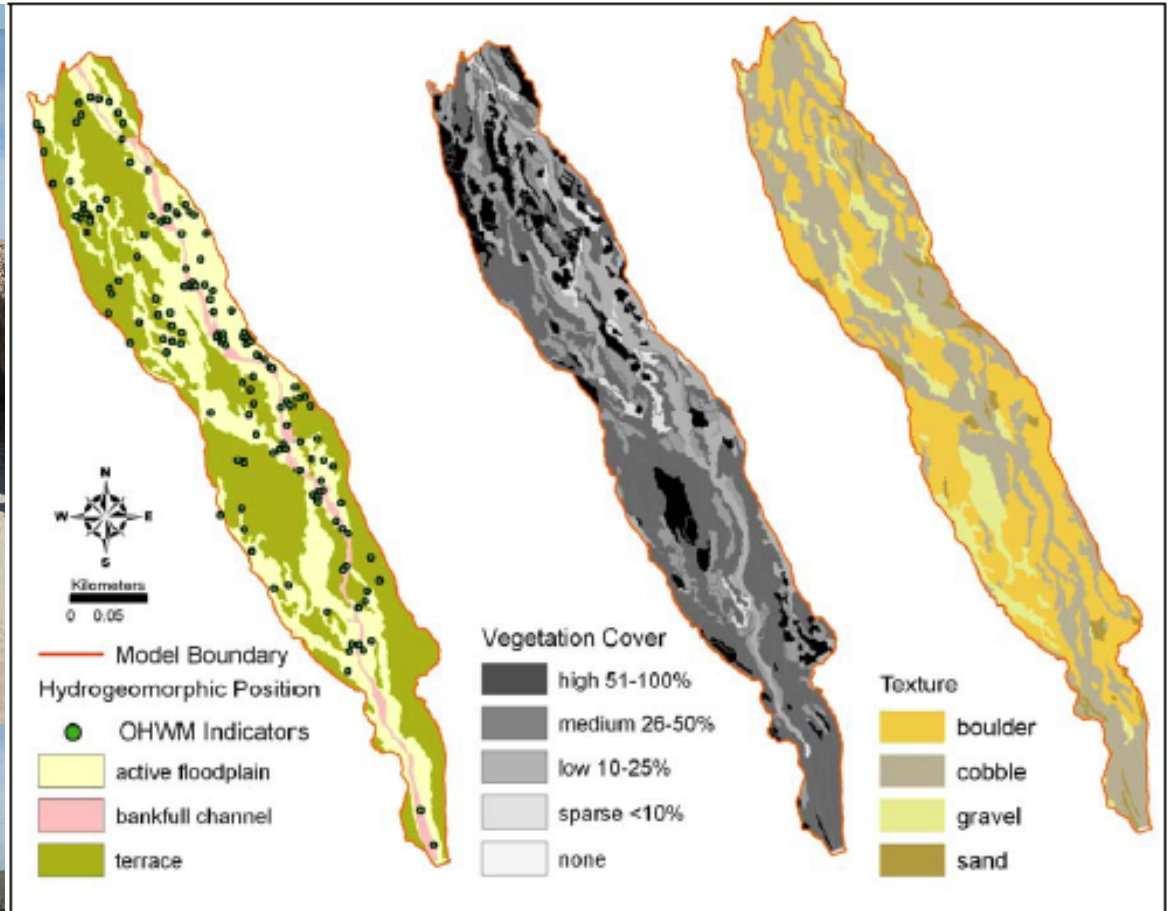 N
W E
S
Kilometers
0 0.05
Model Boundary
Hydrogeomorphic Position
OHWM Indicators
active floodplain
bankfull channel
terrace
Vegetation Cover
high 51-100%
medium 26-50%
low 10-25%
sparse <10%
none
Texture
boulder
cobble
gravel
sand